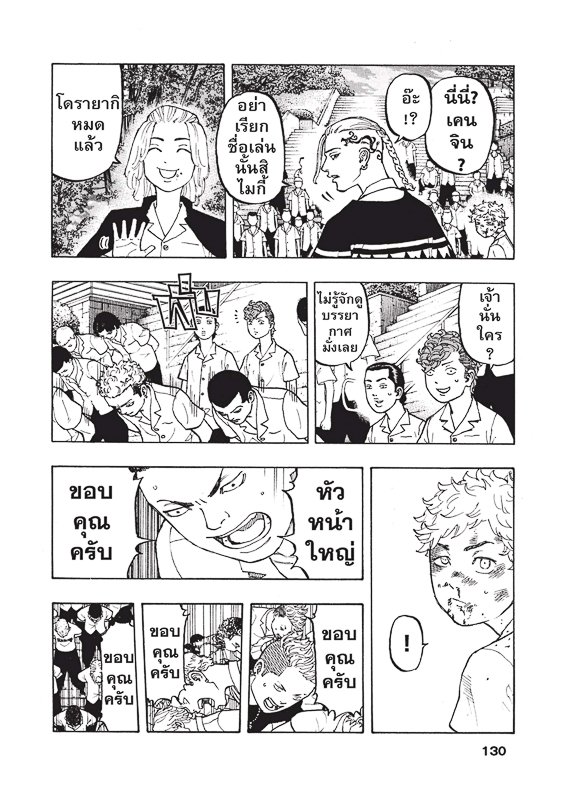 นี่นี่?
เคน
จิน
?
อ๊ะ
!?
อย่า
เรียก
ชื่อเล่น
นั้นสิ
ไมกี้
โดรายากิ
หมด
แล้ว
เจ้า
นั่น
ใคร
?
ไม่รู้จักดู
บรรยา
กาศ
มั่งเลย
!
หัว
หน้า
ใหญ่
ขอบ
คุณ
ครับ
ขอบ
คุณ
ครับ
ขอบ
คุณ
ครับ
ขอบ
คุณ
ครับ
130